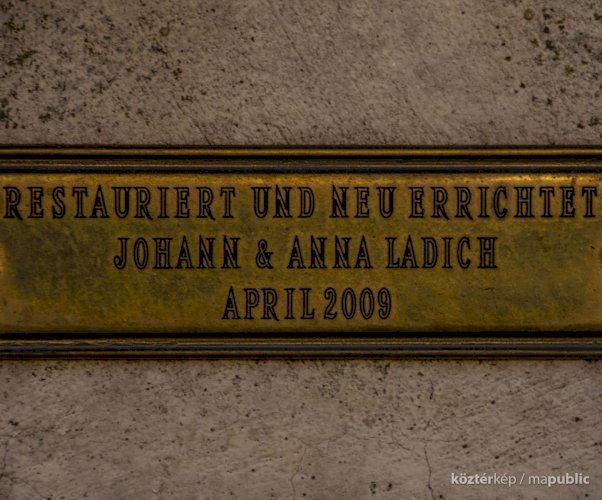 RESTAURIERT UND NEU ERRICHTET
JOHANN & ANNA LADICH
APRIL 2009
köztérkép / mapublic